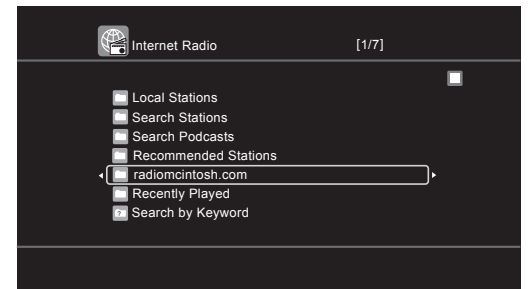 Internet Radio [1/7]
Local Stations
Search Stations
Search Podcasts
Recommended Stations
radiomcintosh.com
Recently Played
? Search by Keyword